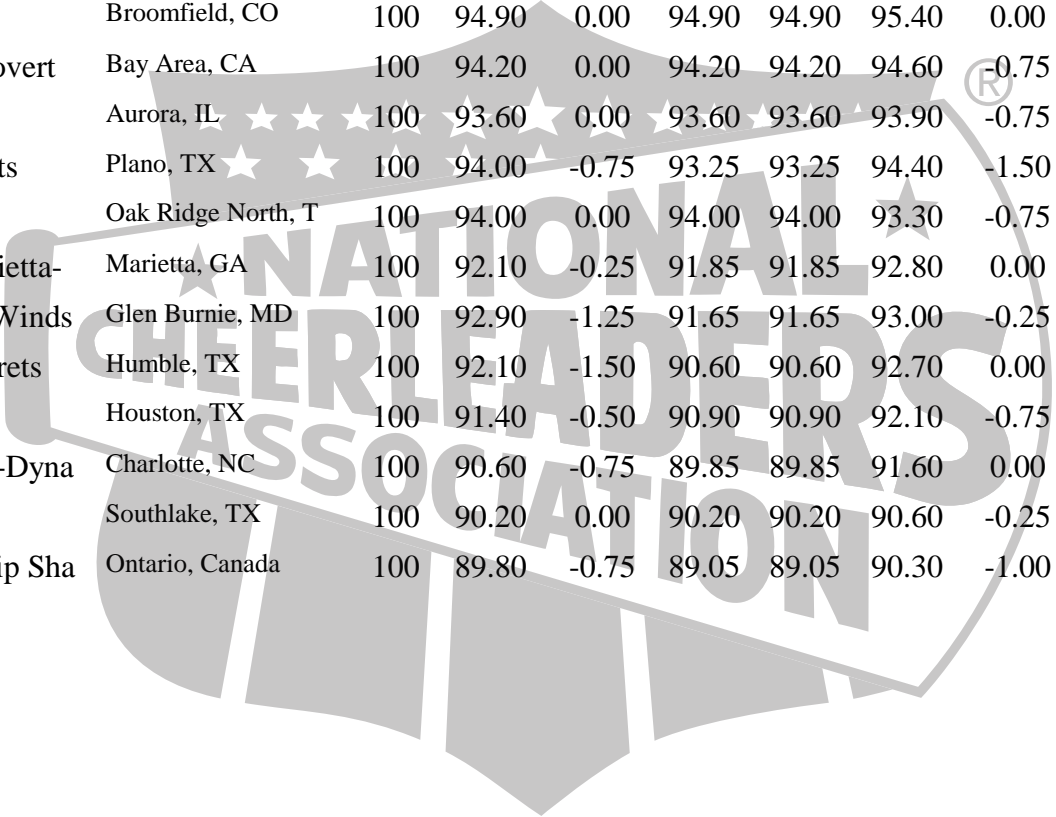 Broomfield, CO 100 94.90 0.00 94.90 94.90 95.40 0.00
overt Bay Area, CA 100 94.20 0.00 94.20 94.20 94.60 -0.75
Aurora, IL 100 93.60 0.00 93.60 93.60 93.90 -0.75
ts Plano, TX 100 94.00 -0.75 93.25 93.25 94.40 -1.50
Oak Ridge North, T 100 94.00 0.00 94.00 94.00 93.30 -0.75
ietta- Marietta, GA 100 92.10 -0.25 91.85 91.85 92.80 0.00
Winds Glen Burnie, MD 100 92.90 -1.25 91.65 91.65 93.00 -0.25
rets Humble, TX 100 92.10 -1.50 90.60 90.60 92.70 0.00
Houston, TX 100 91.40 -0.50 90.90 90.90 92.10 -0.75
-Dyna Charlotte, NC 100 90.60 -0.75 89.85 89.85 91.60 0.00
Southlake, TX 100 90.20 0.00 90.20 90.20 90.60 -0.25
ip Sha Ontario, Canada 100 89.80 -0.75 89.05 89.05 90.30 -1.00
NATIONAL
CHEERLEADERS
ASSOCIATION
®